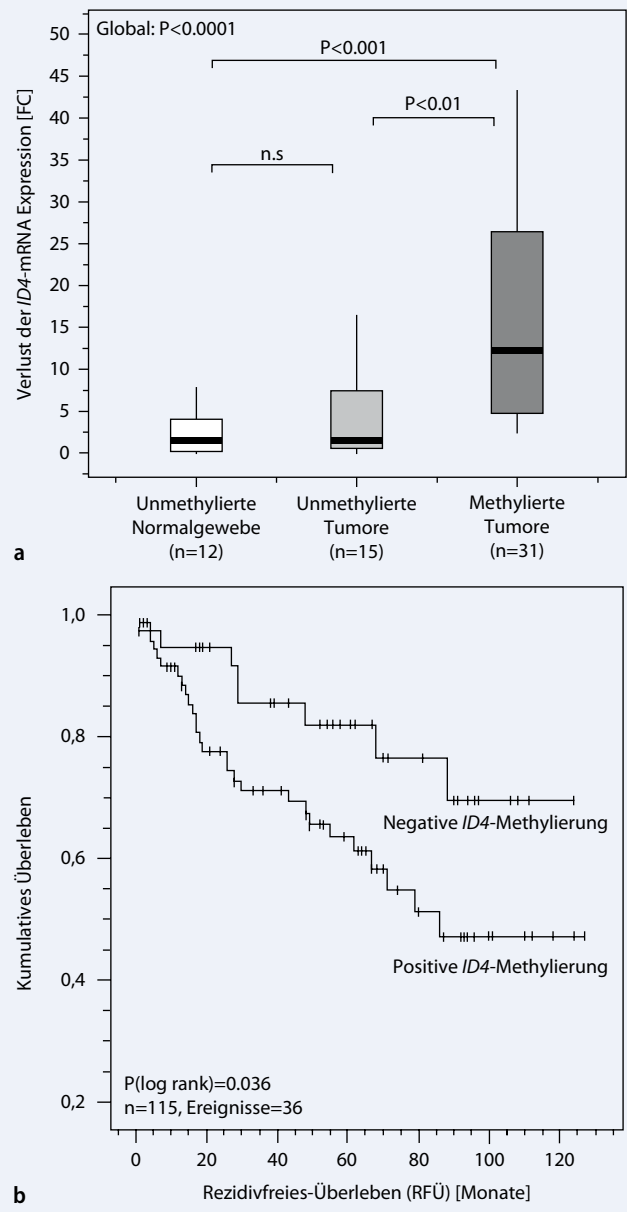 Global: P<0.0001
P<0.001
P<0.01
n.s
Verlust der ID4-mRNA Expression [FC]
50
45
40
35
30
25
20
15
10
5
0
Unmethylierte
Normalgewebe
(n=12)
Unmethylierte
Tumore
(n=15)
Methylierte
Tumore
(n=31)
a
Kumulatives Überleben
1,0
0,8
0,6
0,4
0,2
Negative ID4-Methylierung
Positive ID4-Methylierung
P(log rank)=0.036
n=115, Ereignisse=36
0
20
40
60
80
100
120
Rezidivfreies-Überleben (RFÜ) [Monate]
b